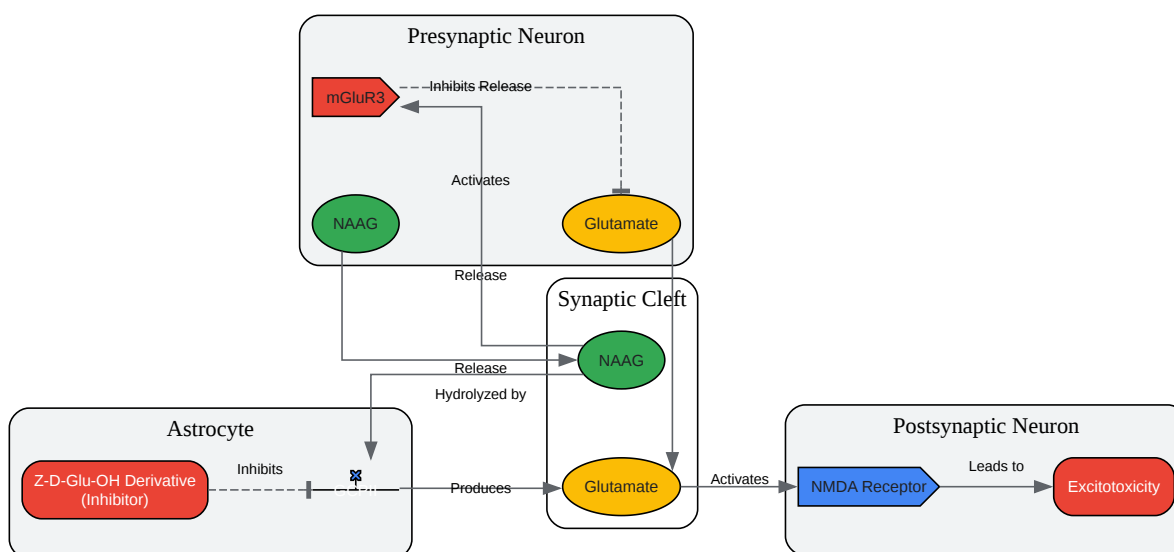 Presynaptic Neuron
mGluR3
Inhibits Release
Activates
NAAG
Glutamate
Release
Synaptic Cleft
NAAG
Release
Hydrolyzed by
Astrocyte
Postsynaptic Neuron
Z-D-Glu-OH Derivative
(Inhibitor)
Inhibits
Produces
Glutamate
Activates
NMDA Receptor
Leads to
Excitotoxicity